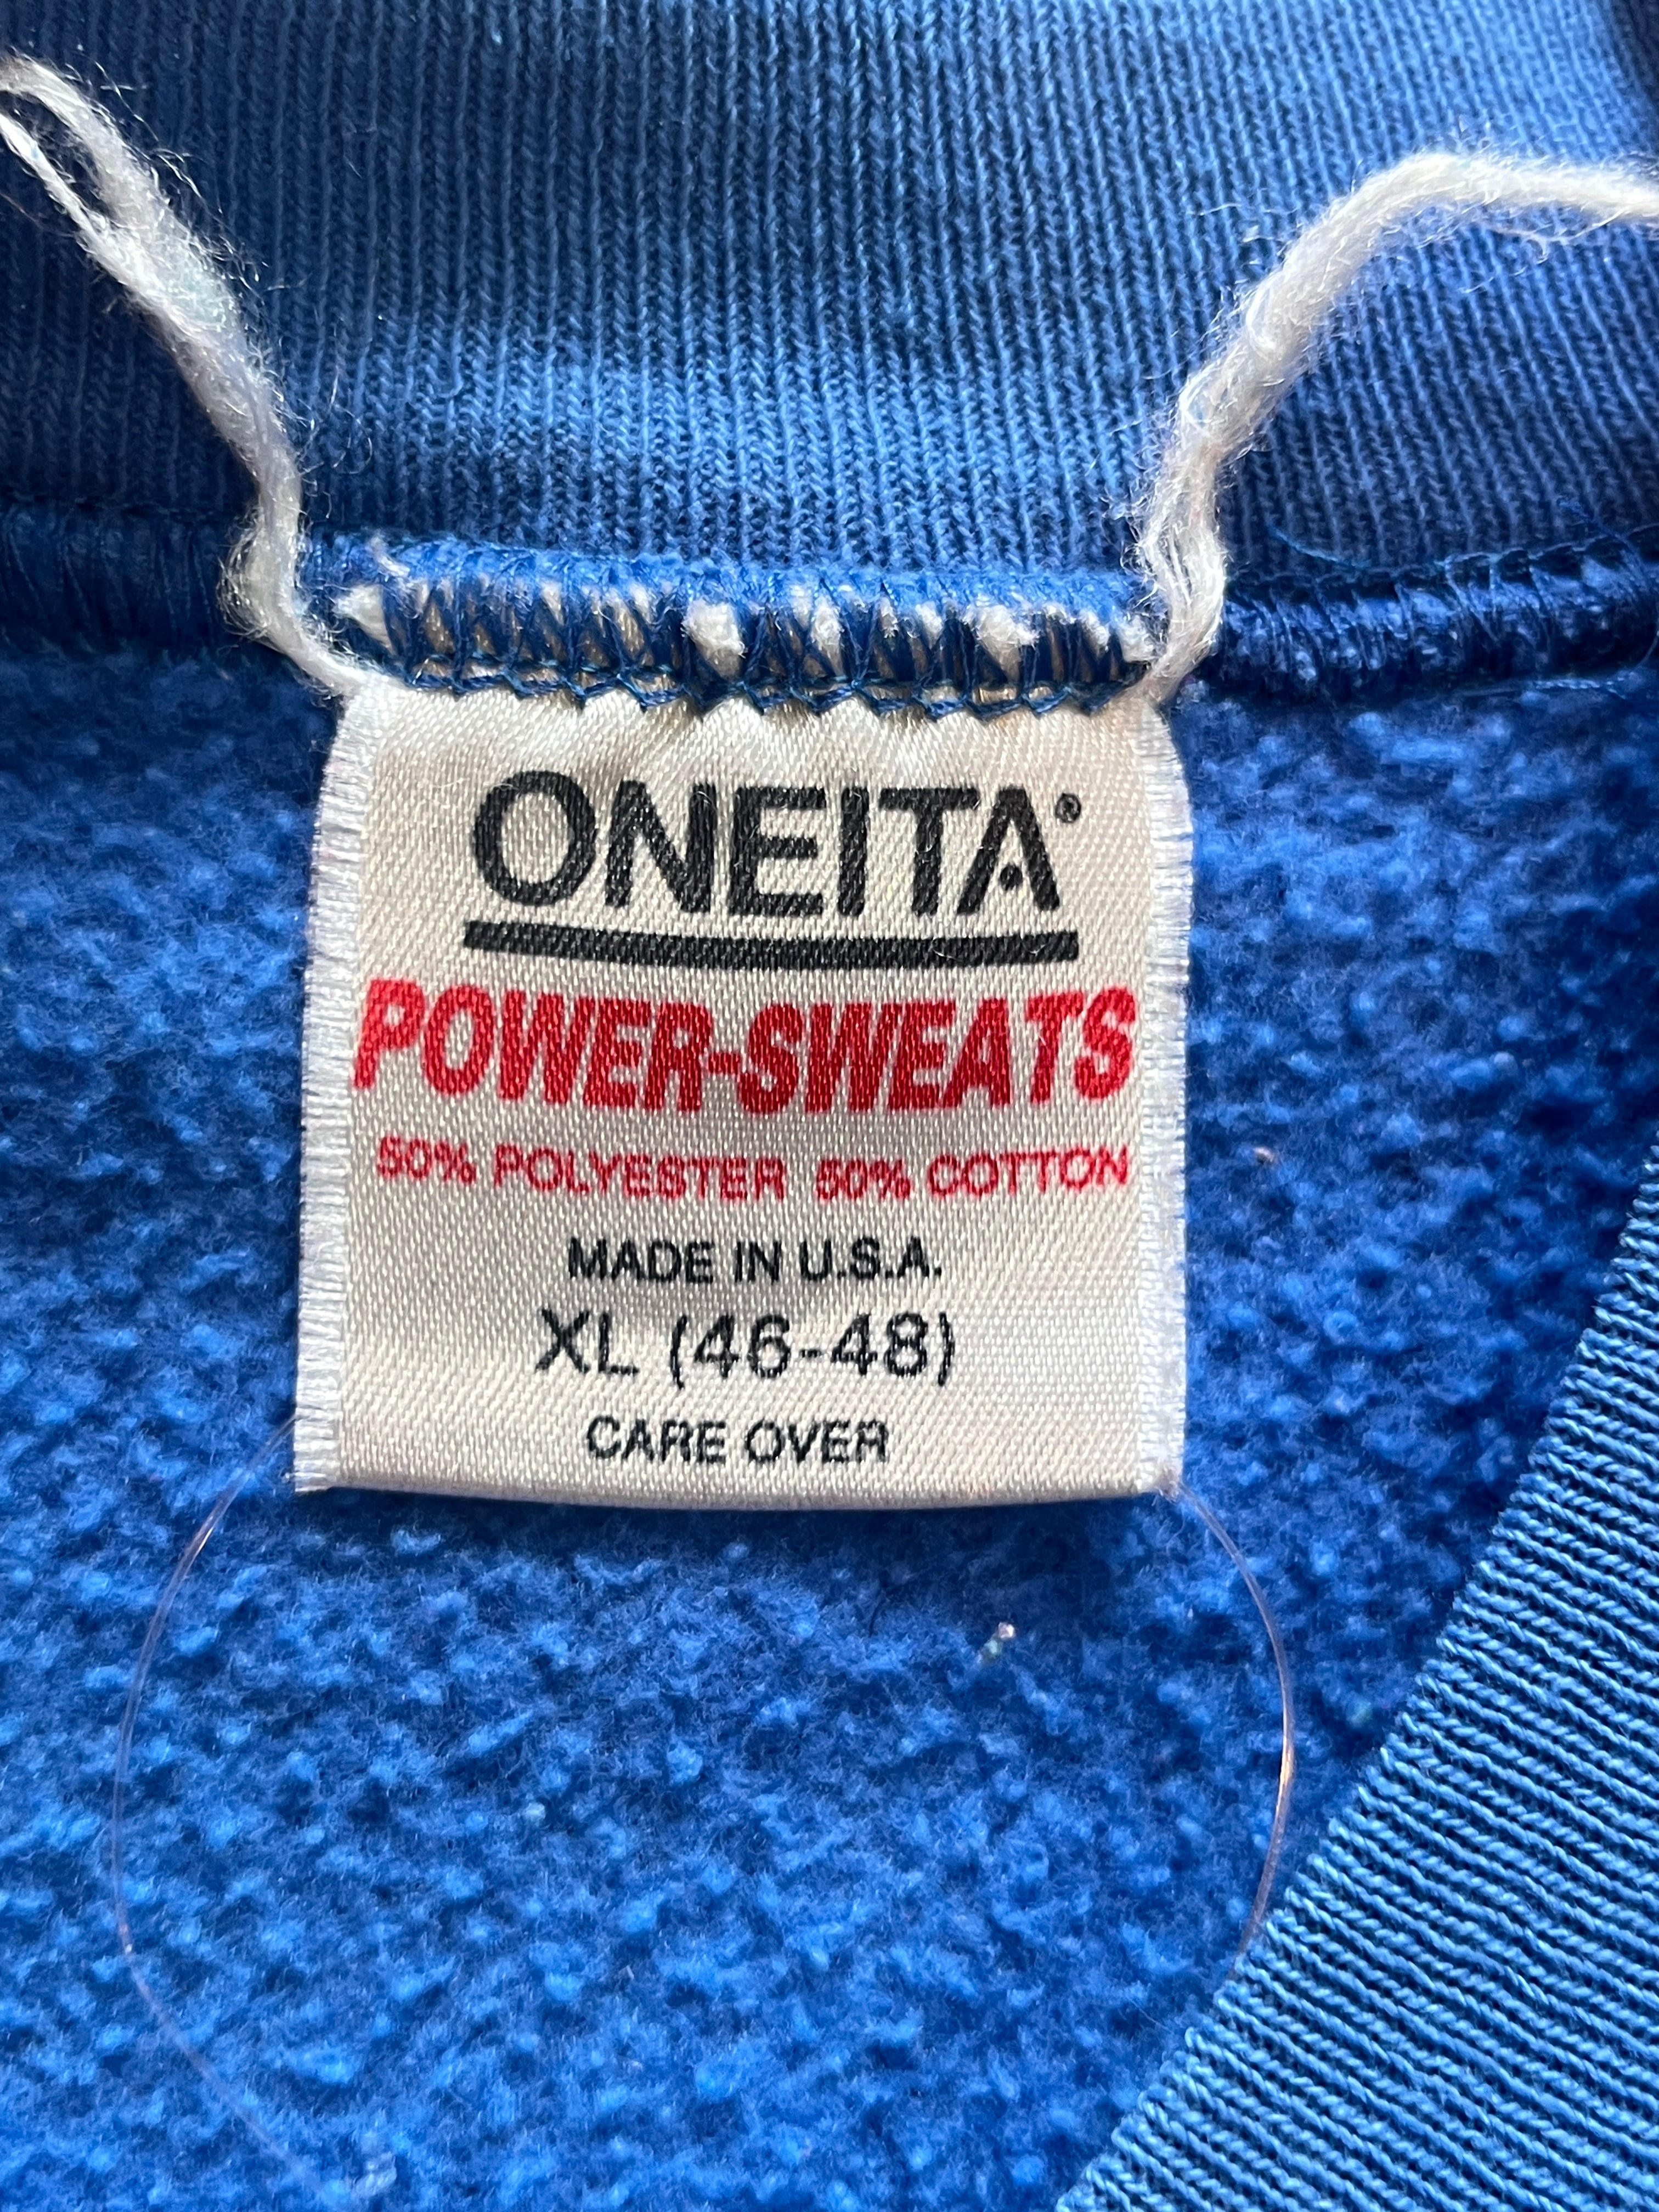 ONEITA®
POWER-SWEATS
50% POLYESTER 50% COTTON
MADE IN U.S.A.
XL (46-48)
CARE OVER